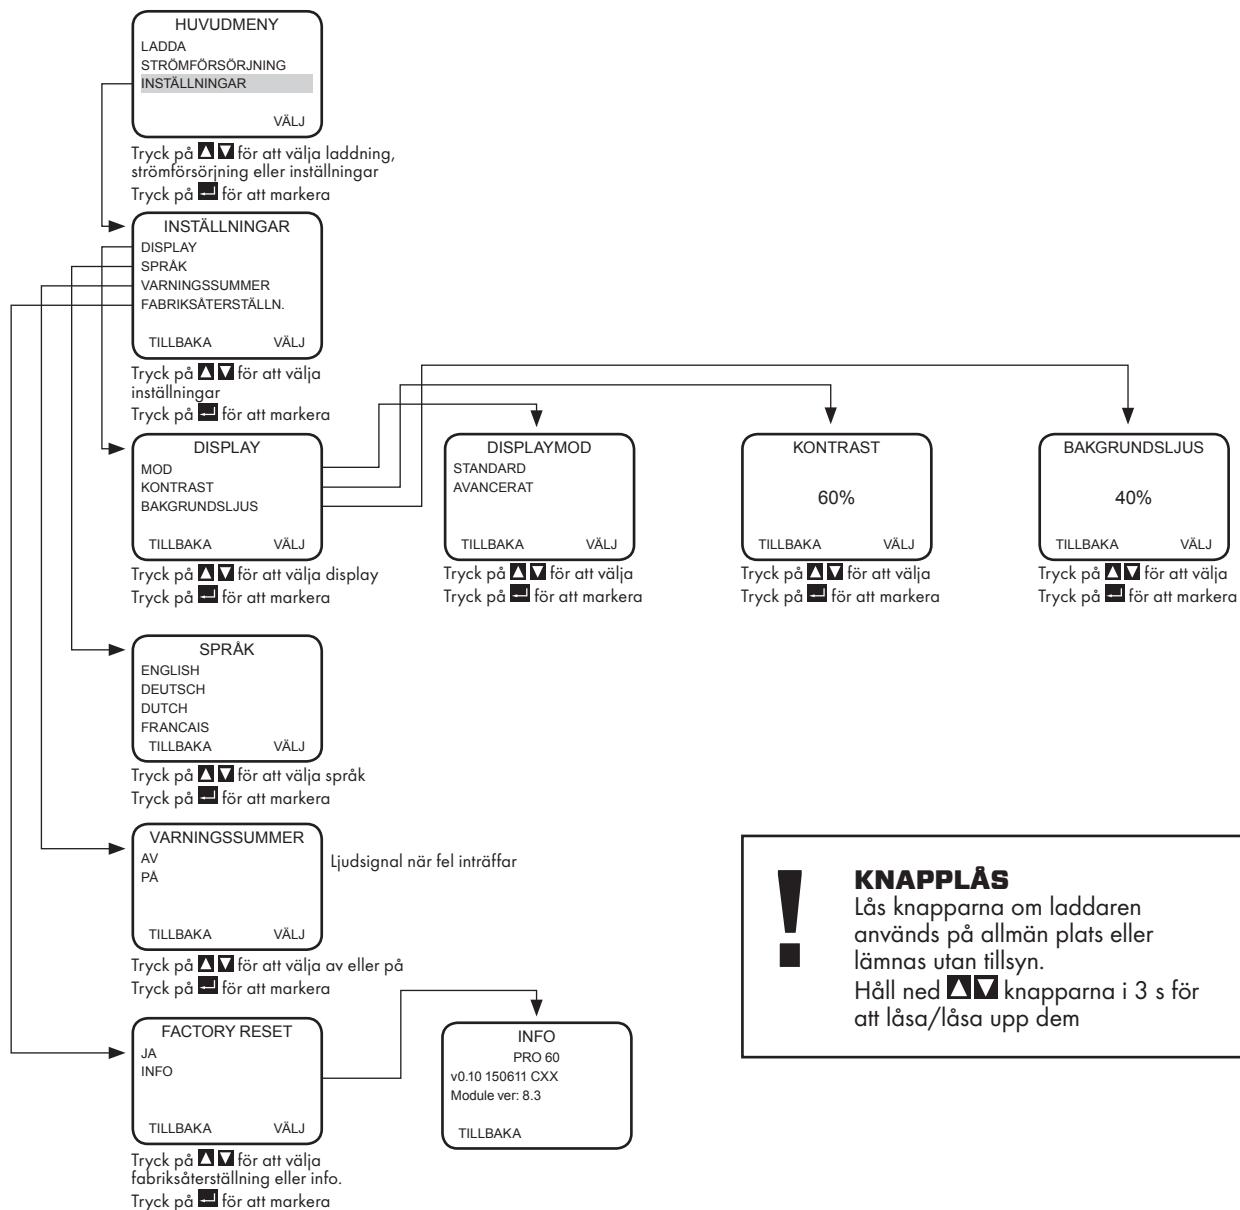 HUVUDMENY
LADDA
STRÖMFÖRSÖRJNING
INSTÄLLNINGAR
VÄLJ
Tryck på för att välja laddning,
strömförsörjning eller inställningar
Tryck på för att markera
INSTÄLLNINGAR
DISPLAY
SPRÅK
VARNINGSSUMMER
FABRIKSÅTERSTÄLLN.
TILLBAKA VÄLJ
Tryck på för att välja
inställningar
Tryck på för att markera
DISPLAY
MOD
KONTRAST
BAKGRUNDSLJUS
TILLBAKA VÄLJ
Tryck på för att välja display
Tryck på för att markera
DISPLAYMOD
STANDARD
AVANCERAT
TILLBAKA VÄLJ
Tryck på för att välja
Tryck på för att markera
KONTRAST
60%
TILLBAKA VÄLJ
Tryck på för att välja
Tryck på för att markera
BAKGRUNDSLJUS
40%
TILLBAKA VÄLJ
Tryck på för att välja
Tryck på för att markera
SPRÅK
ENGLISH
DEUTSCH
DUTCH
FRANCAIS
TILLBAKA VÄLJ
Tryck på för att välja språk
Tryck på för att markera
VARNINGSSUMMER
AV
PÅ
TILLBAKA VÄLJ
Ljudsignal när fel inträffar
Tryck på för att välja av eller på
Tryck på för att markera
FACTORY RESET
JA
INFO
TILLBAKA VÄLJ
Tryck på för att välja
fabriksåterställning eller info.
Tryck på för att markera
INFO
PRO 60
v0.10 150611 CXX
Module ver: 8.3
TILLBAKA
!
KNAPPLÅS
Lås knapparna om laddaren
används på allmän plats eller
lämnas utan tillsyn.
Håll ned knapparna i 3 s för
att låsa/låsa upp dem